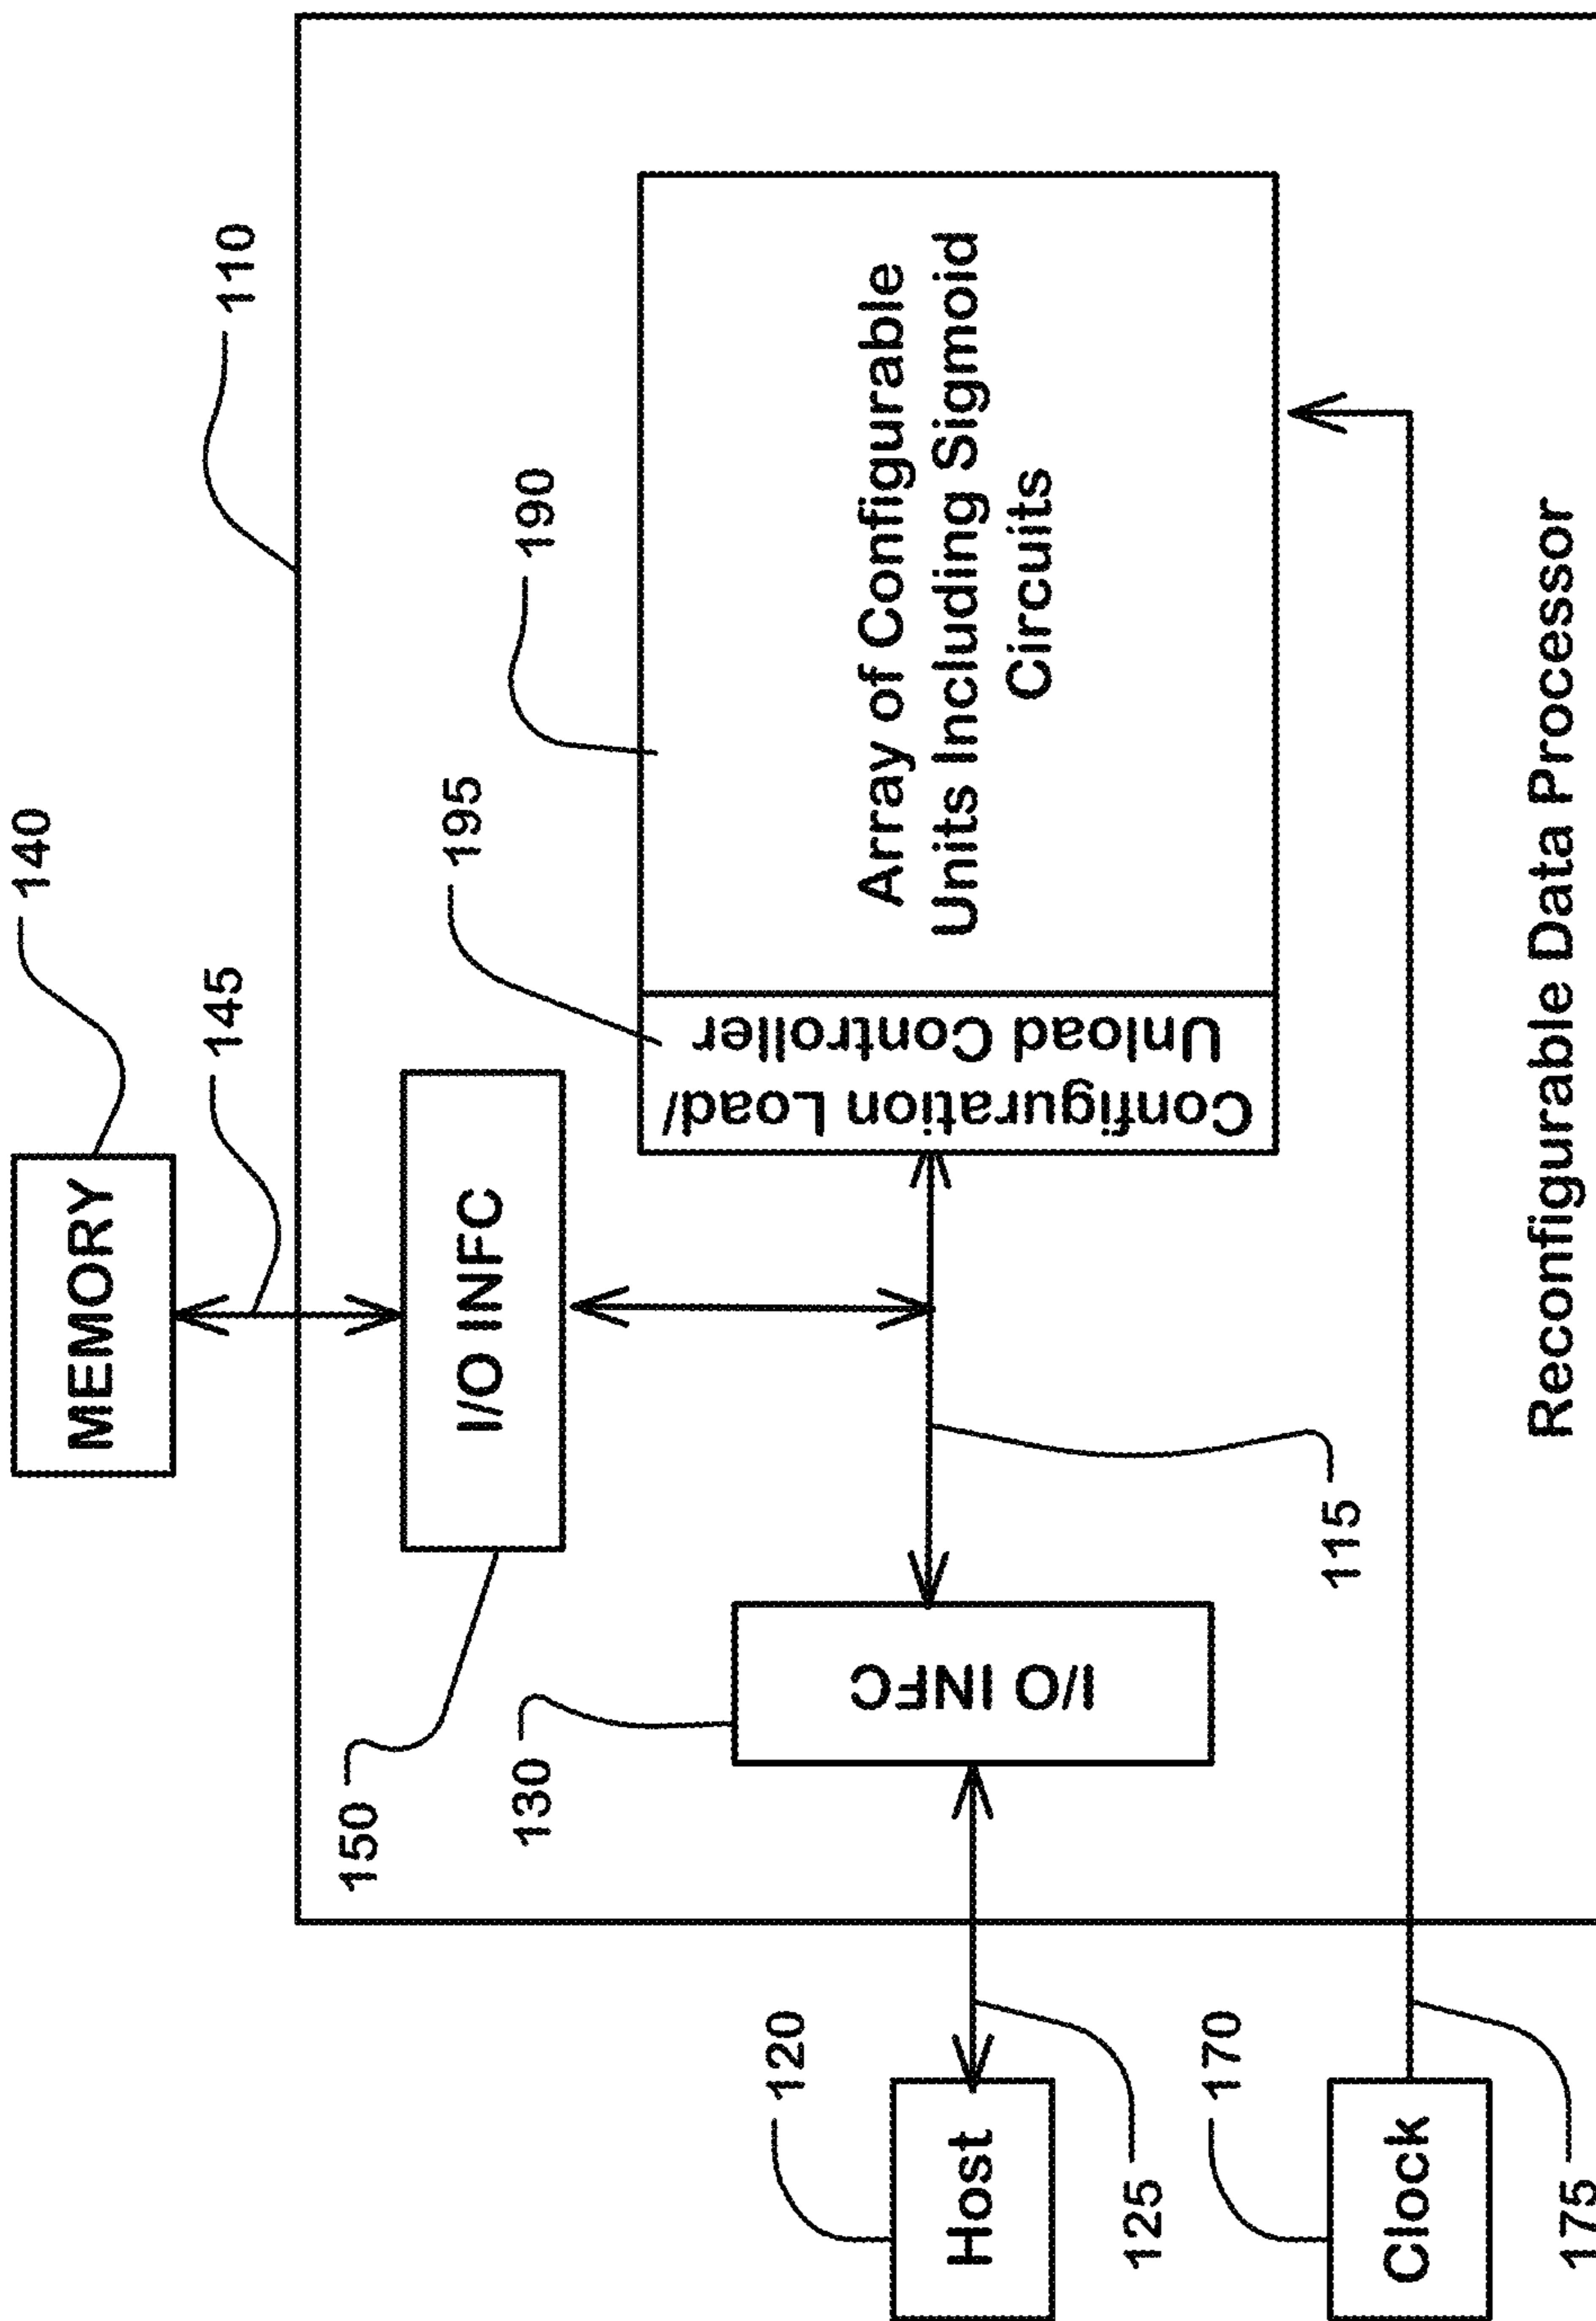 140
MEMORY
145
110
150
I/O INFC
130
I/O INFC
195
Configuration Load/
Unload Controller
190
Array of Configurable
Units Including Sigmoid
Circuits
120
Host
125
115
170
Clock
175
Reconfigurable Data Processor